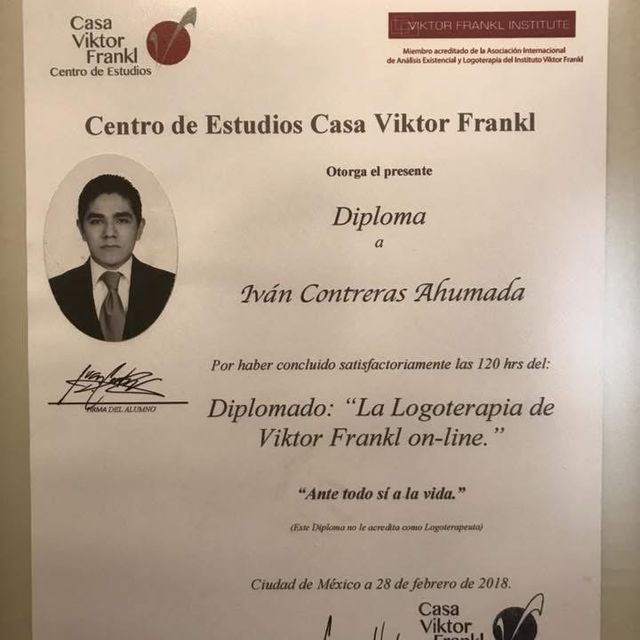 Casa
Viktor
Frankl
Centro de Estudios
VIKTOR FRANKL INSTITUTE
Miembro acreditado de la Asociación Internacional
de Análisis Existencial y Logoterapia del Instituto Viktor Frankl
Centro de Estudios Casa Viktor Frankl
Otorga el presente
Diploma
a
Iván Contreras Ahumada
Por haber concluido satisfactoriamente las 120 hrs del:
FIRMA DEL ALUMNO
Diplomado: “La Logoterapia de
Viktor Frankl on-line.”
“Ante todo sí a la vida.”
(Este Diploma no le acredita como Logoterapeuta)
Ciudad de México a 28 de febrero de 2018.
Casa
Viktor
Frankl